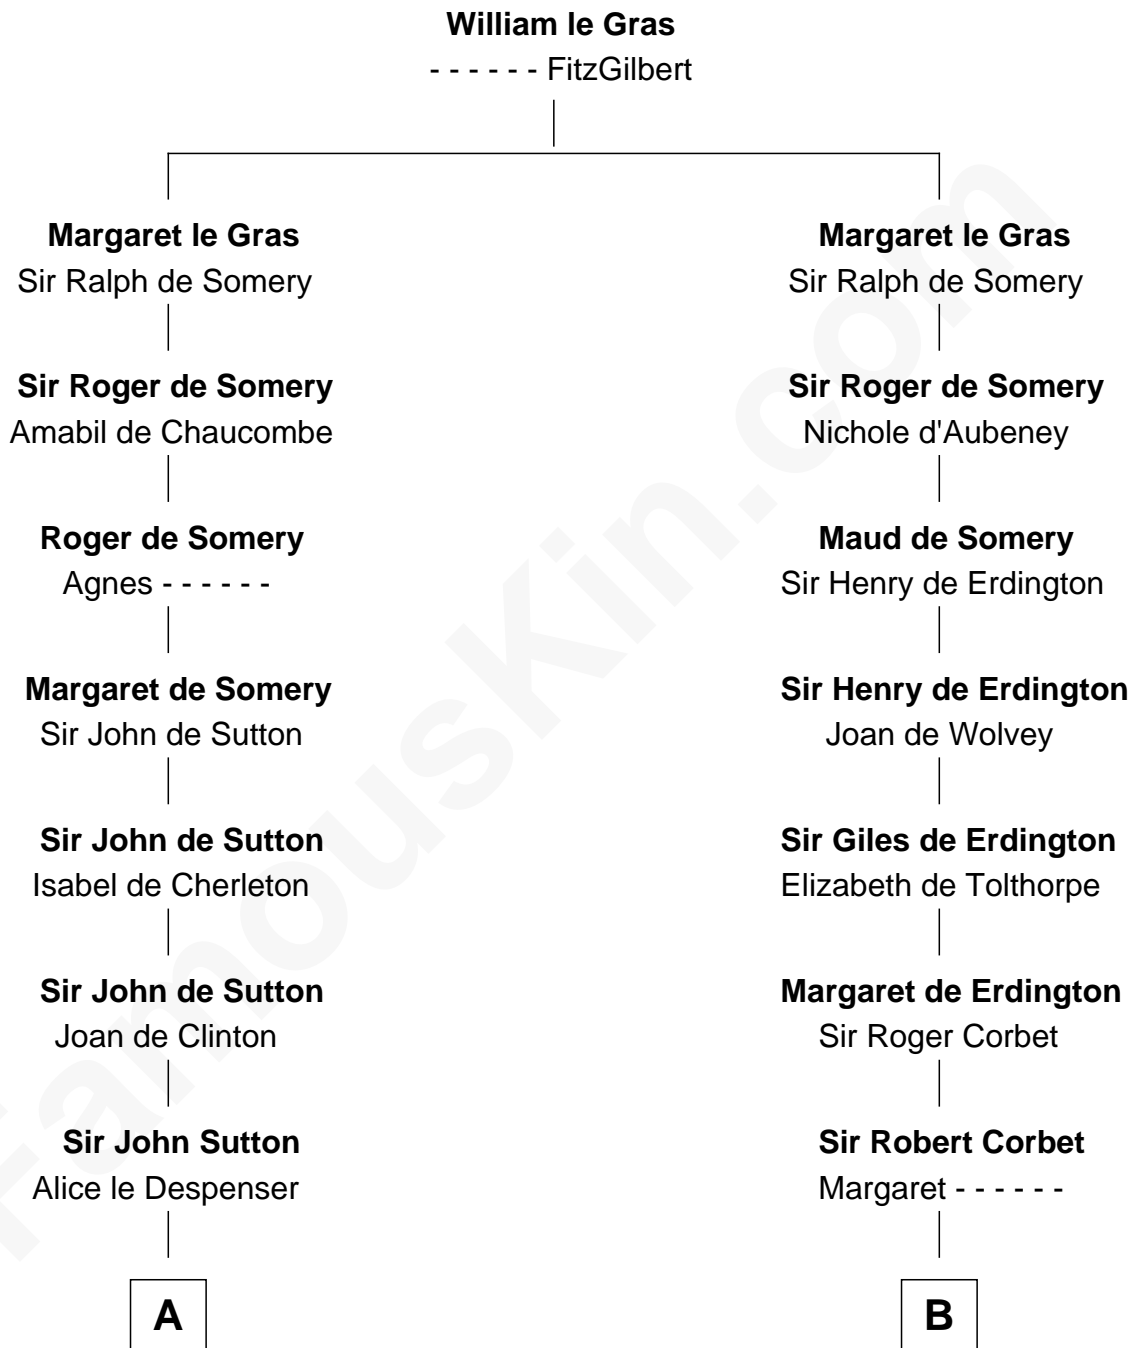 William le Gras
- - - - - - FitzGilbert
Margaret le Gras
Sir Ralph de Somery
Margaret le Gras
Sir Ralph de Somery
Sir Roger de Somery
Amabil de Chaucombe
Sir Roger de Somery
Nichole d'Aubeney
Roger de Somery
Agnes - - - - - -
Maud de Somery
Sir Henry de Erdington
Margaret de Somery
Sir John de Sutton
Sir Henry de Erdington
Joan de Wolvey
Sir John de Sutton
Isabel de Cherleton
Sir Giles de Erdington
Elizabeth de Tolthorpe
Sir John de Sutton
Joan de Clinton
Margaret de Erdington
Sir Roger Corbet
Sir John Sutton
Alice le Despenser
Sir Robert Corbet
Margaret - - - - - -
A
B
FamousKin.com